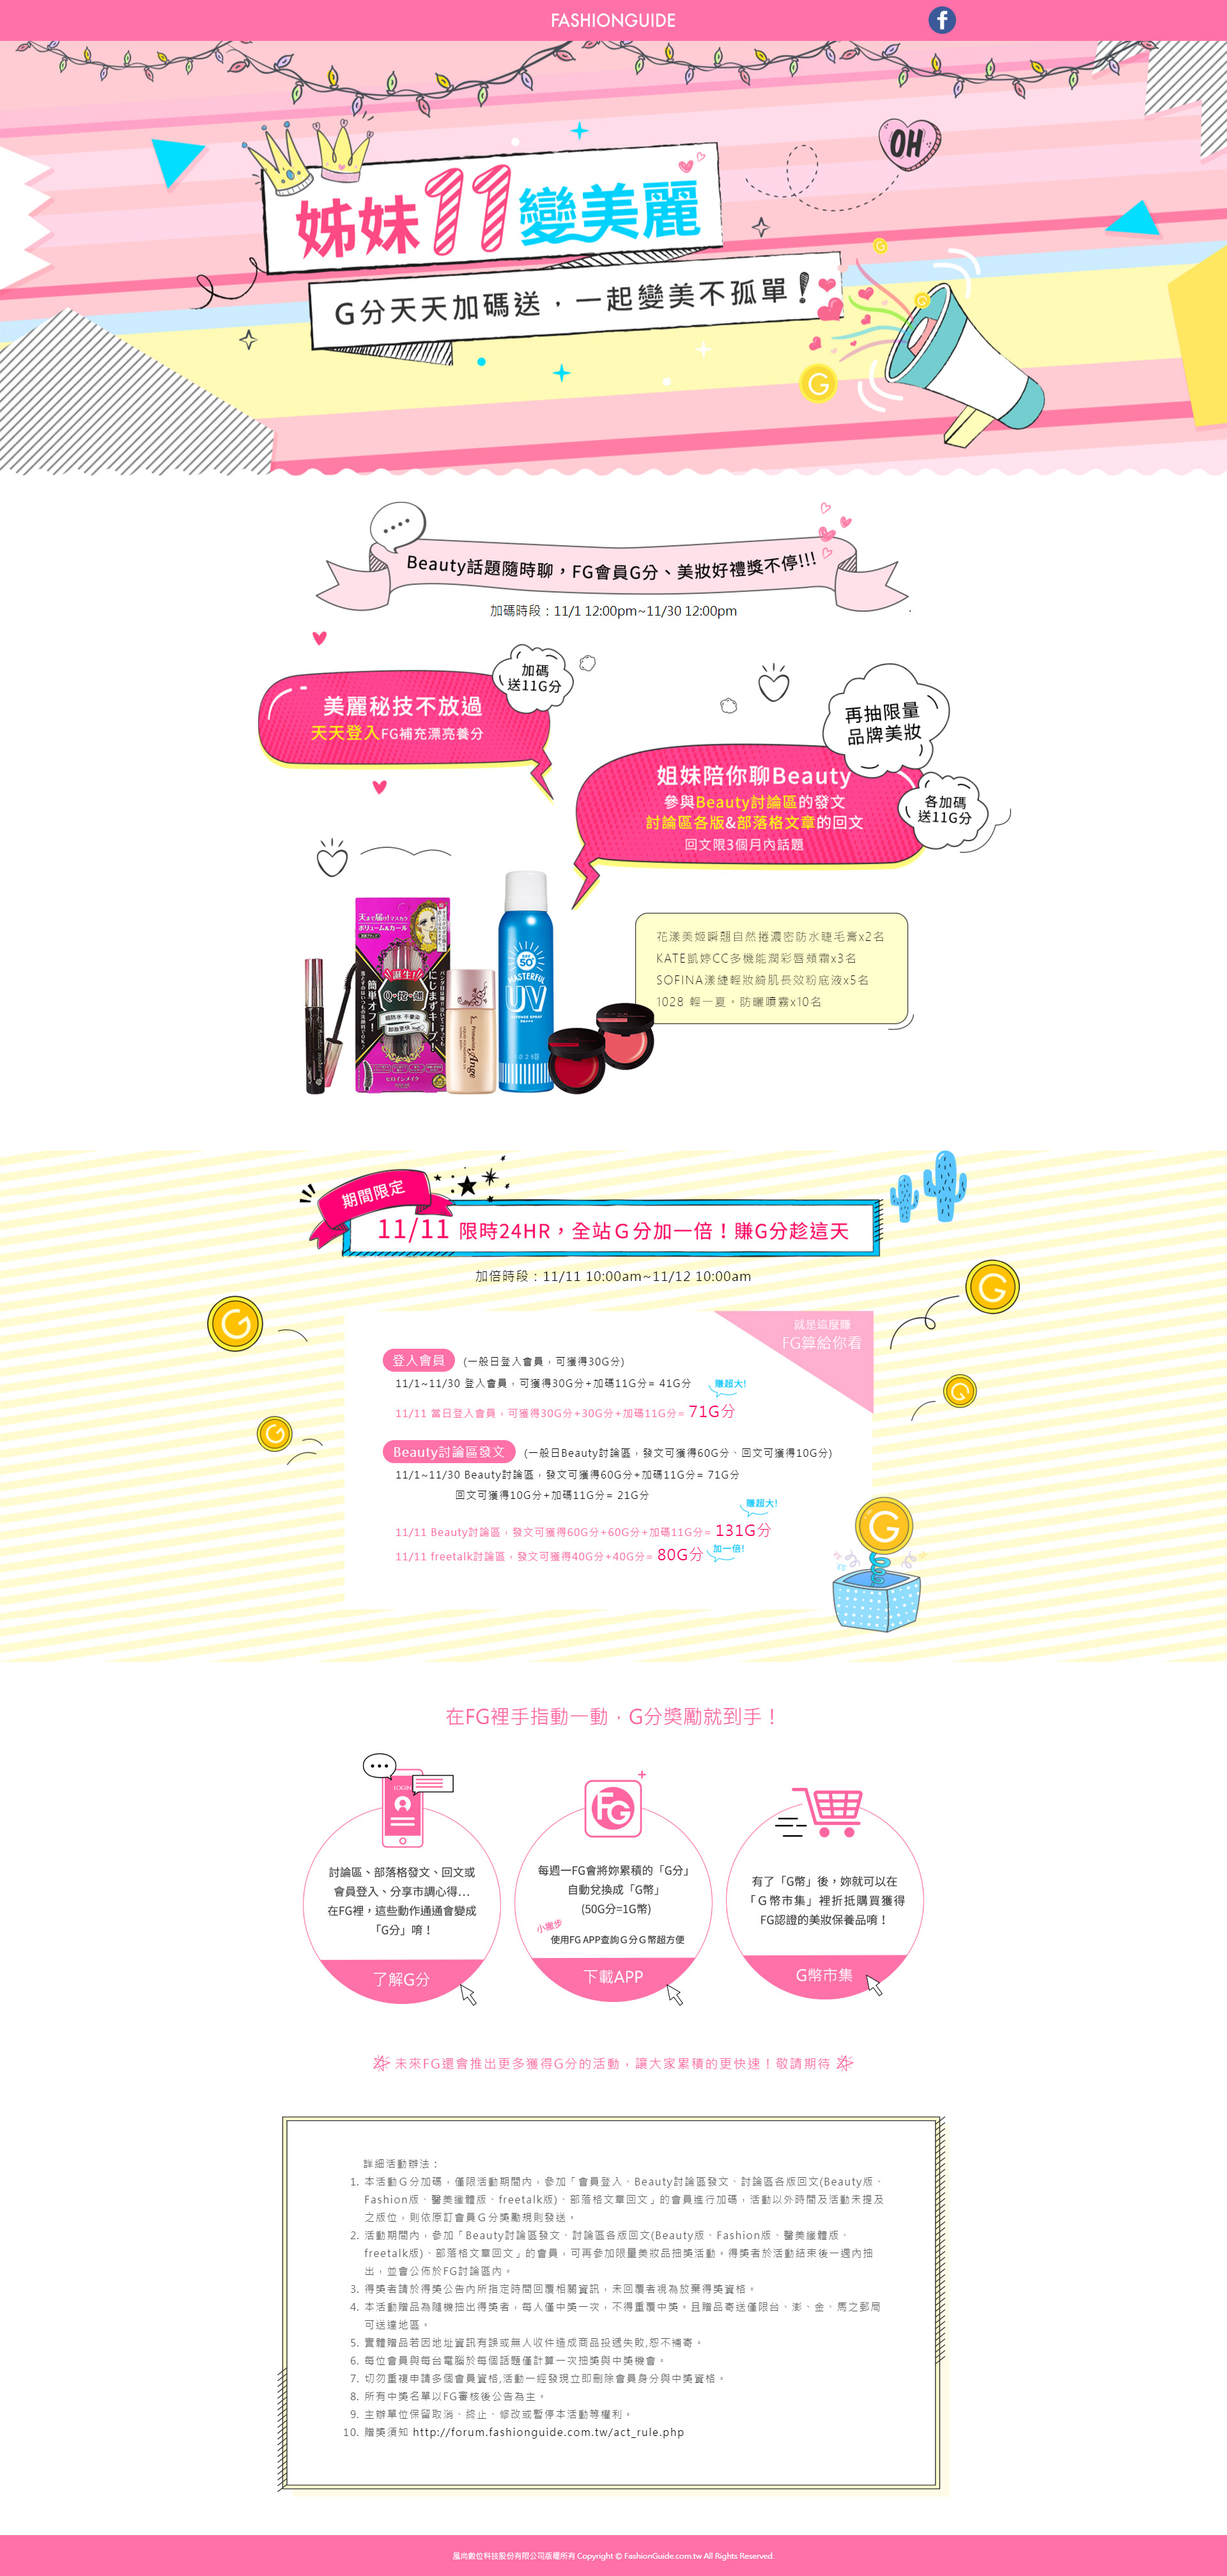 FASHIONGUIDE
OH
姊妹11變美麗
G分天天加碼送，一起變美不孤單!
Beauty話題隨時聊，FG會員G分、美妝好禮獎不停!!!
加碼時段：11/1 12:00pm~11/30 12:00pm
加碼
送11G分
美麗秘技不放過
天天登入FG補充漂亮養分
再抽限量
品牌美妝
姐妹陪你聊Beauty
參與Beauty討論區的發文
討論區各版&部落格文章的回文
回文限3個月內話題
各加碼
送11G分
花漾美姬瞬翹自然捲濃密防水睫毛膏x2名
KATE凱婷CC多機能潤彩唇頰霜x3名
SOFINA漾緁輕妝綺肌長效粉底液x5名
1028 輕一夏。防曬噴霧x10名
SPF
50+
MASTERFUL
UV
DEFENSE SPRAY
1028
Primavista
Ange
ボリューム&カール
誕生!
簡単オフ!
ヒロインメイク
期間限定
11/11 限時24HR，全站Ｇ分加一倍！賺G分趁這天
加倍時段：11/11 10:00am~11/12 10:00am
就是這麼賺
FG算給你看
登入會員 (一般日登入會員，可獲得30G分)
11/1~11/30 登入會員，可獲得30G分+加碼11G分= 41G分
賺超大!
11/11 當日登入會員，可獲得30G分+30G分+加碼11G分= 71G分
Beauty討論區發文 (一般日Beauty討論區，發文可獲得60G分、回文可獲得10G分)
11/1~11/30 Beauty討論區，發文可獲得60G分+加碼11G分= 71G分
回文可獲得10G分+加碼11G分= 21G分
賺超大!
11/11 Beauty討論區，發文可獲得60G分+60G分+加碼11G分= 131G分
11/11 freetalk討論區，發文可獲得40G分+40G分= 80G分 加一倍!
在FG裡手指動一動，G分獎勵就到手！
LOGIN
討論區、部落格發文、回文或
會員登入、分享市調心得…
在FG裡，這些動作通通會變成
「G分」唷！
了解G分
FG
每週一FG會將妳累積的「G分」
自動兌換成「G幣」
(50G分=1G幣)
小撇步
使用FG APP查詢Ｇ分Ｇ幣超方便
下載APP
有了「G幣」後，妳就可以在
「Ｇ幣市集」裡折抵購買獲得
FG認證的美妝保養品唷！
G幣市集
未來FG還會推出更多獲得G分的活動，讓大家累積的更快速！敬請期待
詳細活動辦法：
1. 本活動Ｇ分加碼，僅限活動期間內，參加「會員登入、Beauty討論區發文、討論區各版回文(Beauty版、
Fashion版、醫美纖體版、freetalk版)、部落格文章回文」的會員進行加碼，活動以外時間及活動未提及
之版位，則依原訂會員Ｇ分獎勵規則發送。
2. 活動期間內，參加「Beauty討論區發文、討論區各版回文(Beauty版、Fashion版、醫美纖體版、
freetalk版)、部落格文章回文」的會員，可再參加限量美妝品抽獎活動。得獎者於活動結束後一週內抽
出，並會公佈於FG討論區內。
3. 得獎者請於得獎公告內所指定時間回覆相關資訊，未回覆者視為放棄得獎資格。
4. 本活動贈品為隨機抽出得獎者，每人僅中獎一次，不得重覆中獎。且贈品寄送僅限台、澎、金、馬之郵局
可送達地區。
5. 實體贈品若因地址資訊有誤或無人收件造成商品投遞失敗,恕不補寄。
6. 每位會員與每台電腦於每個話題僅計算一次抽獎與中獎機會。
7. 切勿重複申請多個會員資格,活動一經發現立即刪除會員身分與中獎資格。
8. 所有中獎名單以FG審核後公告為主。
9. 主辦單位保留取消、終止、修改或暫停本活動等權利。
10. 贈獎須知 http://forum.fashionguide.com.tw/act_rule.php
風尚數位科技股份有限公司版權所有 Copyright © FashionGuide.com.tw All Rights Reserved.